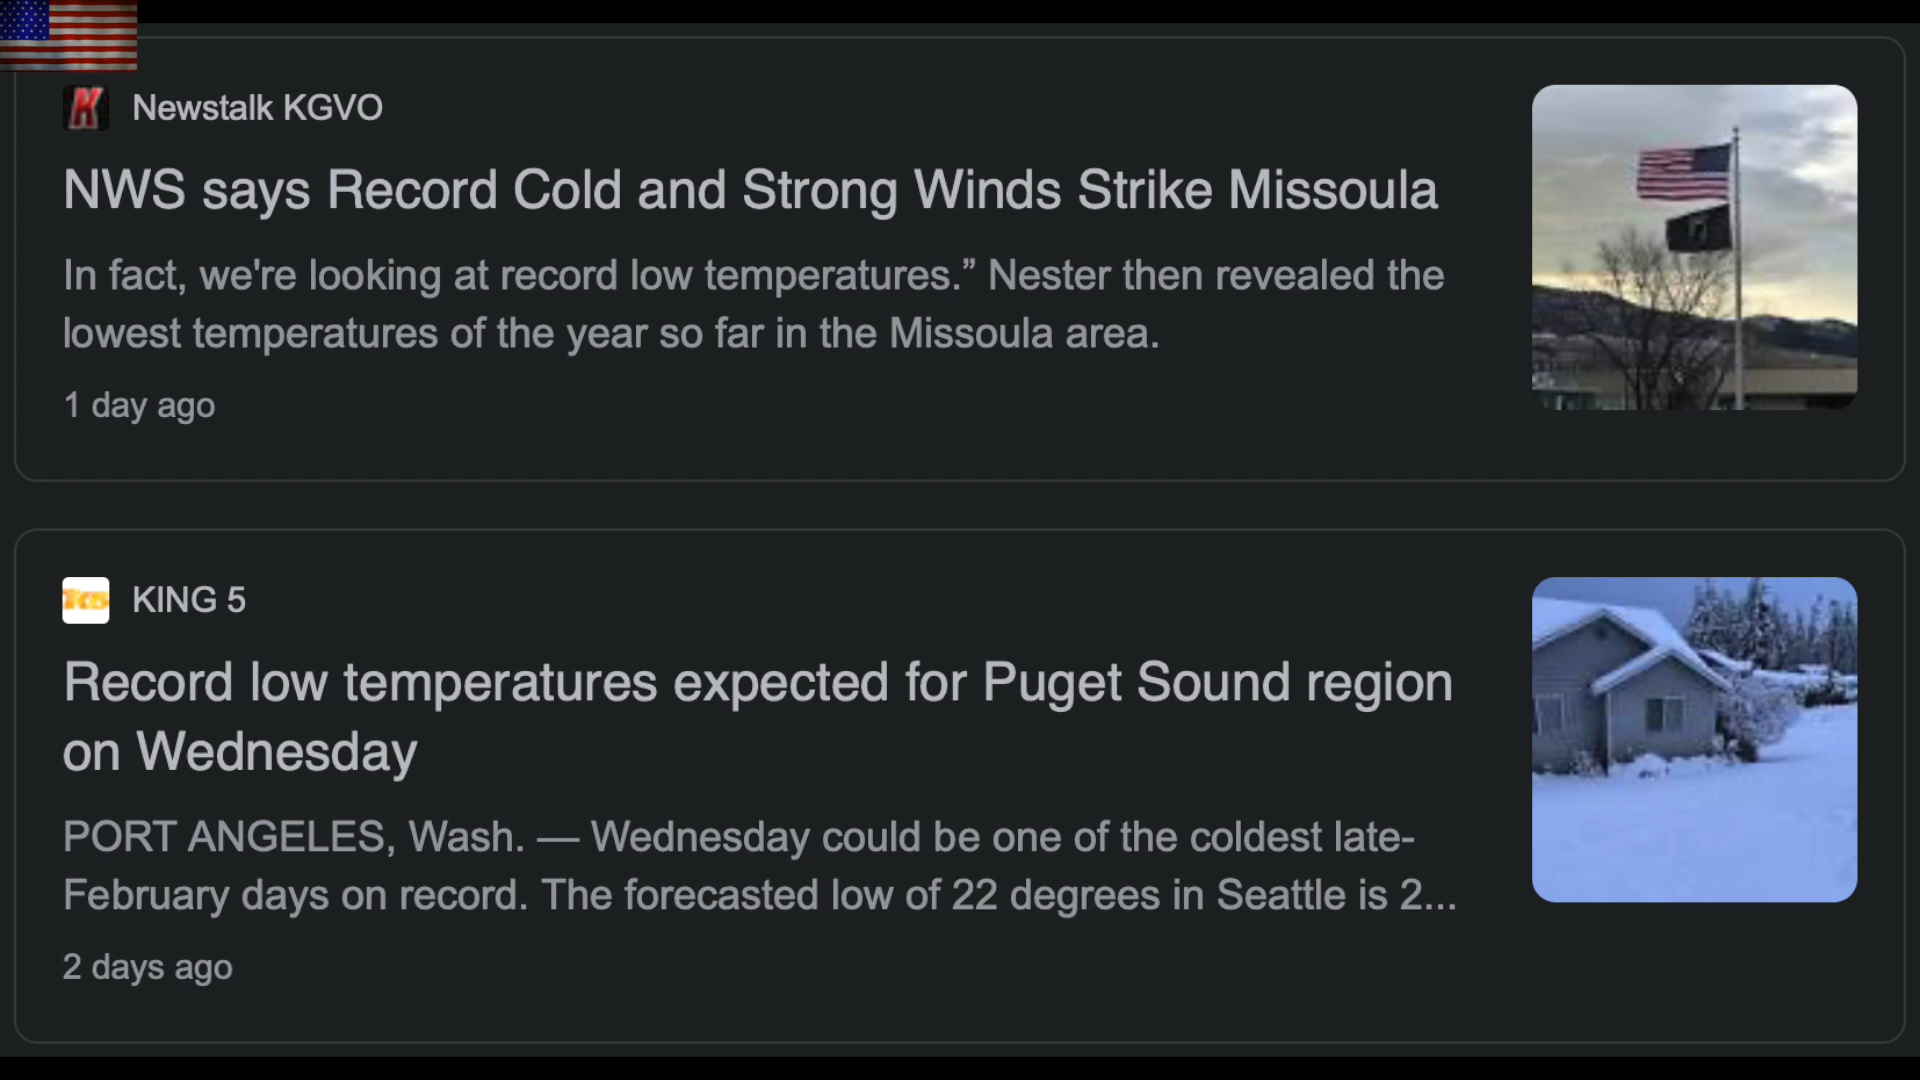 Newstalk KGVO
NWS says Record Cold and Strong Winds Strike Missoula
In fact, we're looking at record low temperatures.” Nester then revealed the
lowest temperatures of the year so far in the Missoula area.
1 day ago
KING 5
Record low temperatures expected for Puget Sound region
on Wednesday
PORT ANGELES, Wash. — Wednesday could be one of the coldest late-
February days on record. The forecasted low of 22 degrees in Seattle is 2...
2 days ago